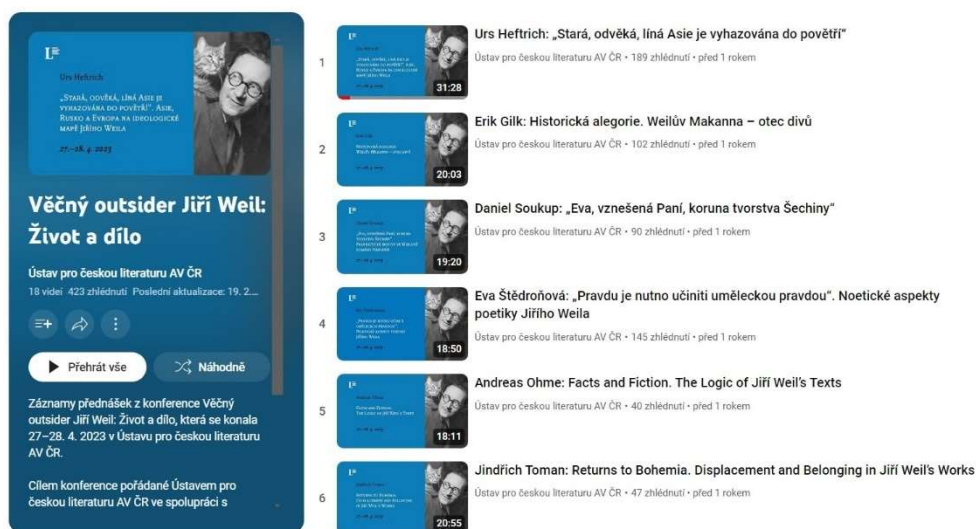 L
Urs Heftrich
„STARÁ, ODVĚKÁ, LÍNÁ ASIE JE
VYHAZOVÁNA DO POVĚTŘÍ“. ASIE,
RUSKO A EVROPA NA IDEOLOGICKÉ
MAPĚ JIŘÍHO WEILA
27.–28. 4. 2023
Věčný outsider Jiří Weil:
Život a dílo
Ústav pro českou literaturu AV ČR
18 videí 423 zhlédnutí Poslední aktualizace: 19. 2....
Přehrát vše
Náhodně
Záznamy přednášek z konference Věčný
outsider Jiří Weil: Život a dílo, která se konala
27–28. 4. 2023 v Ústavu pro českou literaturu
AV ČR.
Cílem konference pořádané Ústavem pro
českou literaturu AV ČR ve spolupráci s
1
31:28
Urs Heftrich: „Stará, odvěká, líná Asie je vyhazována do povětří“
Ústav pro českou literaturu AV ČR • 189 zhlédnutí • před 1 rokem
2
20:03
Erik Gilk: Historická alegorie. Weilův Makanna – otec divů
Ústav pro českou literaturu AV ČR • 102 zhlédnutí • před 1 rokem
3
19:20
Daniel Soukup: „Eva, vznešená Paní, koruna tvorstva Šechiny“
Ústav pro českou literaturu AV ČR • 90 zhlédnutí • před 1 rokem
4
18:50
Eva Štědroňová: „Pravdu je nutno učiniti uměleckou pravdou“. Noetické aspekty
poetiky Jiřího Weila
Ústav pro českou literaturu AV ČR • 145 zhlédnutí • před 1 rokem
5
18:11
Andreas Ohme: Facts and Fiction. The Logic of Jiří Weil’s Texts
Ústav pro českou literaturu AV ČR • 40 zhlédnutí • před 1 rokem
6
20:55
Jindřich Toman: Returns to Bohemia. Displacement and Belonging in Jiří Weil’s Works
Ústav pro českou literaturu AV ČR • 47 zhlédnutí • před 1 rokem